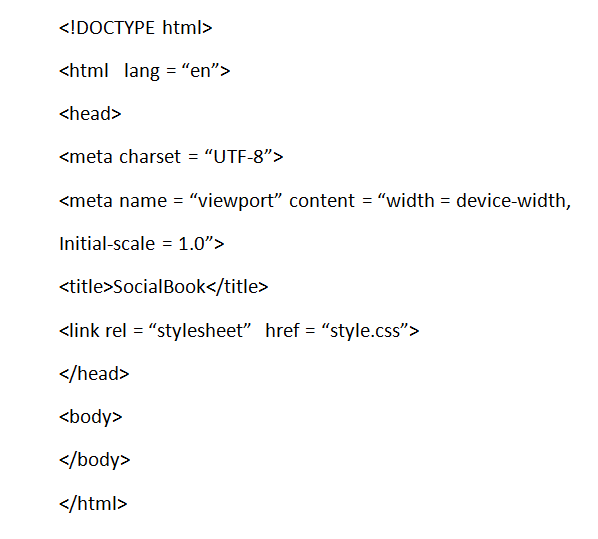 <!DOCTYPE html>
<html  lang = “en”>
<head>
<meta charset = “UTF-8”>
<meta name = “viewport” content = “width = device-width,
Initial-scale = 1.0”>
<title>SocialBook</title>
<link rel = “stylesheet”  href = “style.css”>
</head>
<body>
</body>
</html>